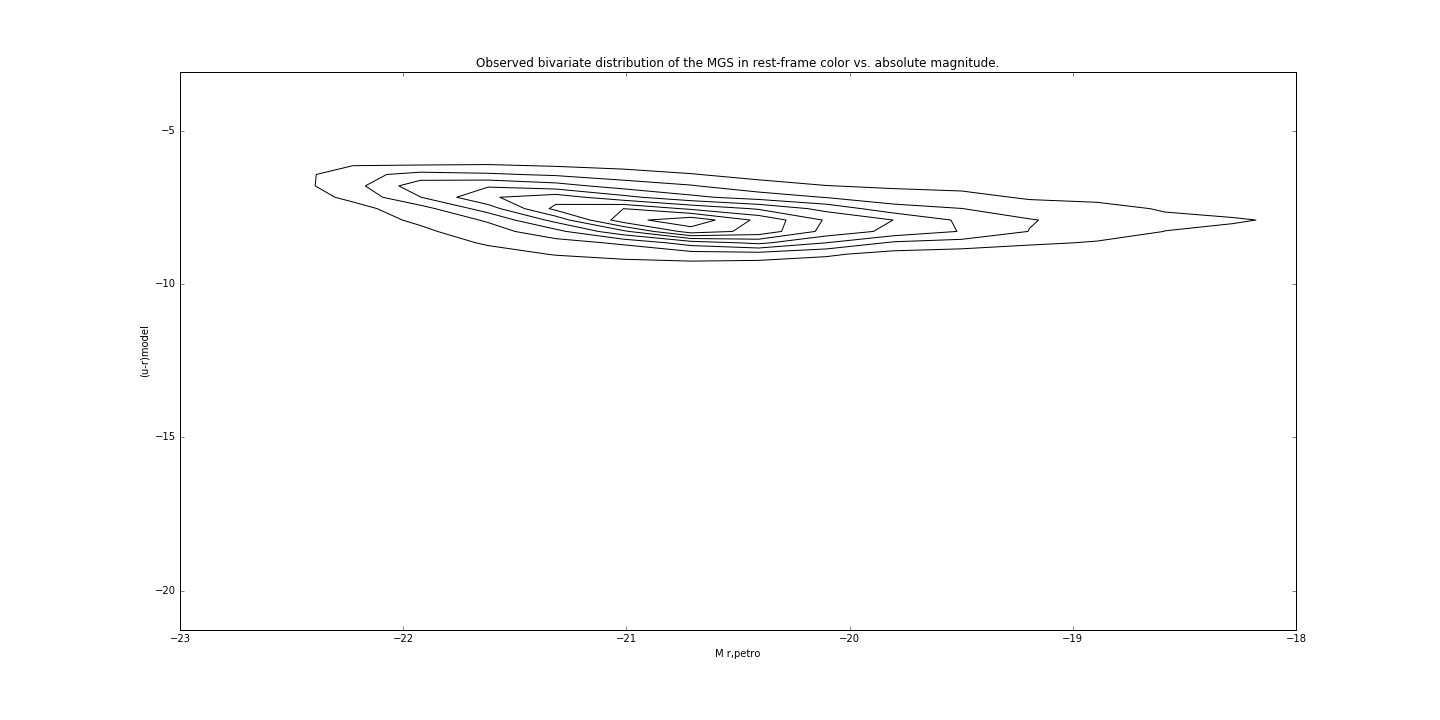 Observed bivariate distribution of the MGS in rest-frame color vs. absolute magnitude.
−5
−10
−15
−20
(u-r)model
−23 −22 −21 −20 −19 −18
M r,petro